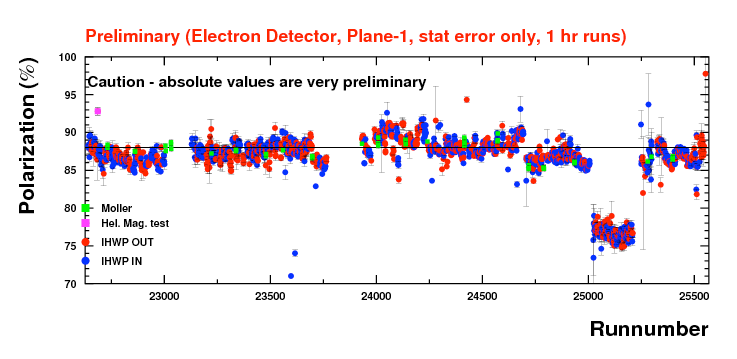 Preliminary (Electron Detector, Plane-1, stat error only, 1 hr runs)
Polarization (%)
100
Caution - absolute values are very preliminary
95
90
85
80
Moller
Hel. Mag. test
75
IHWP OUT
IHWP IN
70
23000 23500 24000 24500 25000 25500
Runnumber